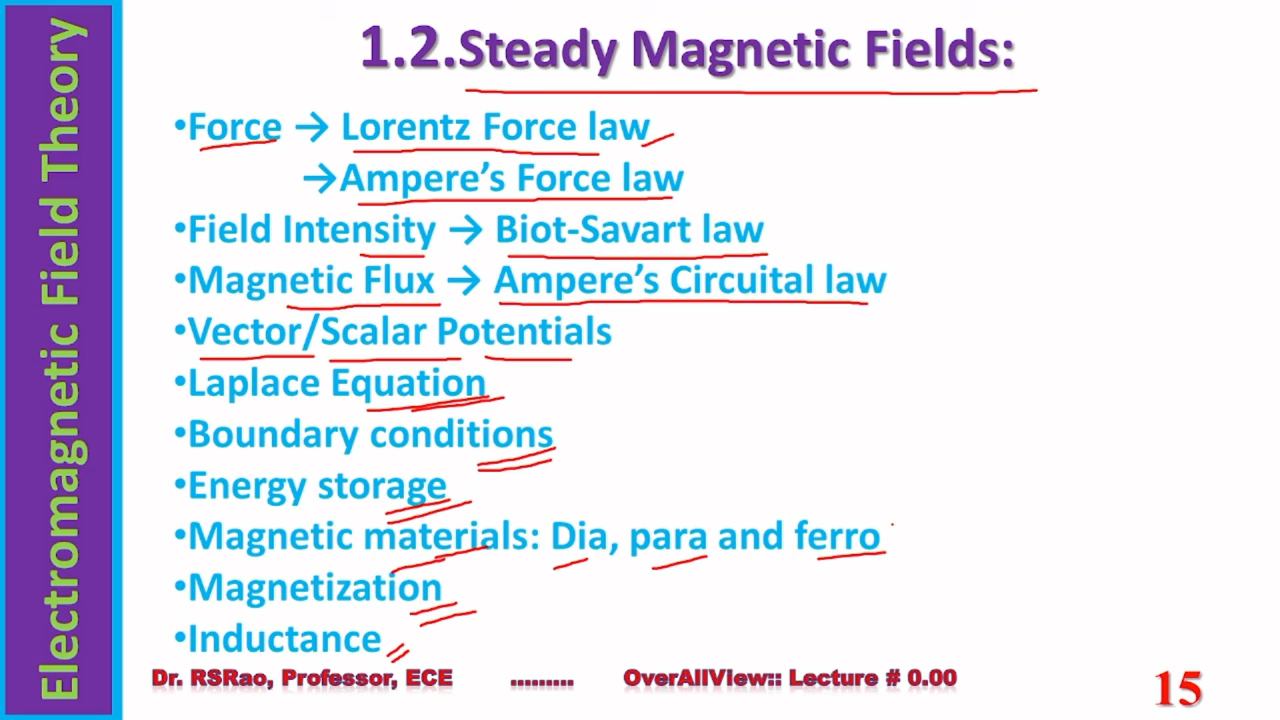 Electromagnetic Field Theory
1.2.Steady Magnetic Fields:
•Force → Lorentz Force law
→Ampere’s Force law
•Field Intensity → Biot-Savart law
•Magnetic Flux → Ampere’s Circuital law
•Vector/Scalar Potentials
•Laplace Equation
•Boundary conditions
•Energy storage
•Magnetic materials: Dia, para and ferro
•Magnetization
•Inductance
Dr. RSRao, Professor, ECE ......... OverAllView:: Lecture # 0.00
15